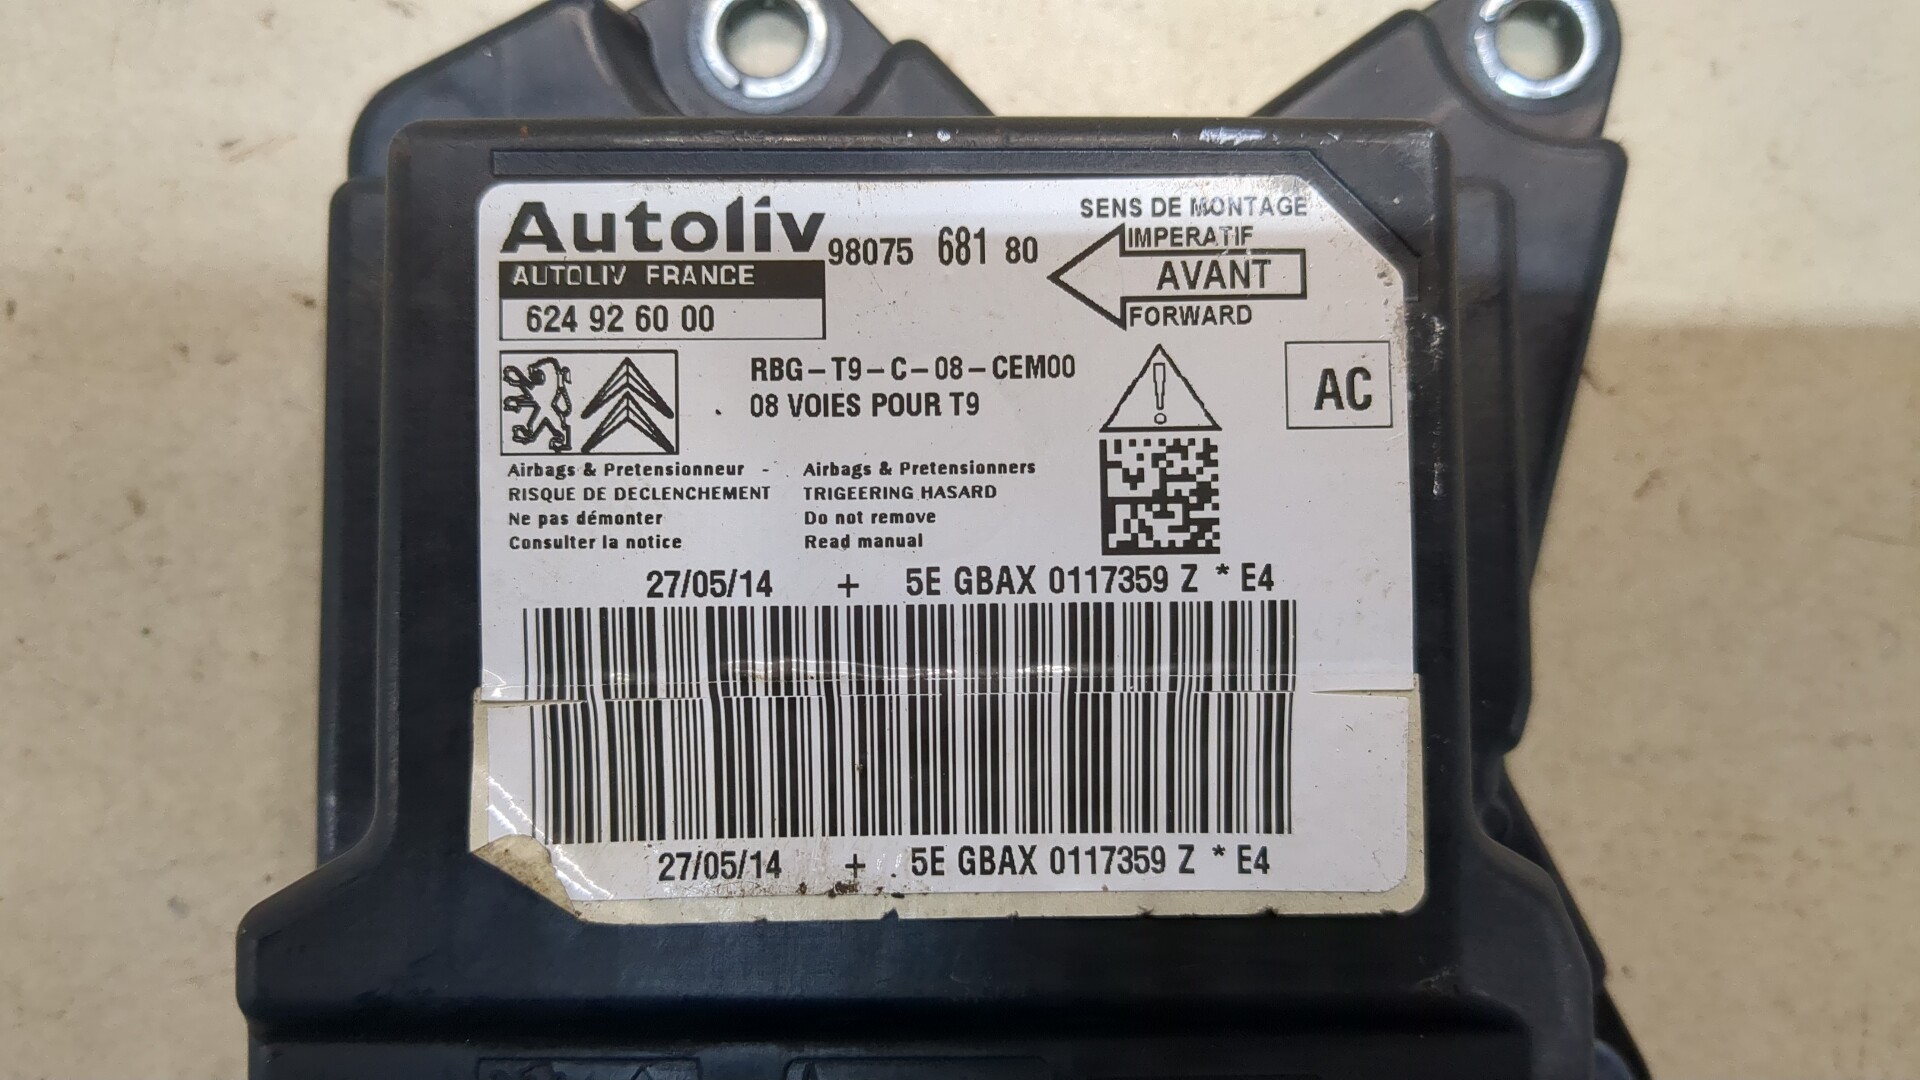 Autoliv
AUTOLIV FRANCE
624 92 60 00
98075 681 80
SENS DE MONTAGE
IMPERATIF
AVANT
FORWARD
RBG-T9-C-08-CEM00
08 VOIES POUR T9
AC
Airbags & Pretensionneur -
RISQUE DE DECLENCHEMENT
Ne pas démonter
Consulter la notice
Airbags & Pretensionners
TRIGEERING HASARD
Do not remove
Read manual
27/05/14 + 5E GBAX 0117359 Z * E4
27/05/14 + 5E GBAX 0117359 Z * E4